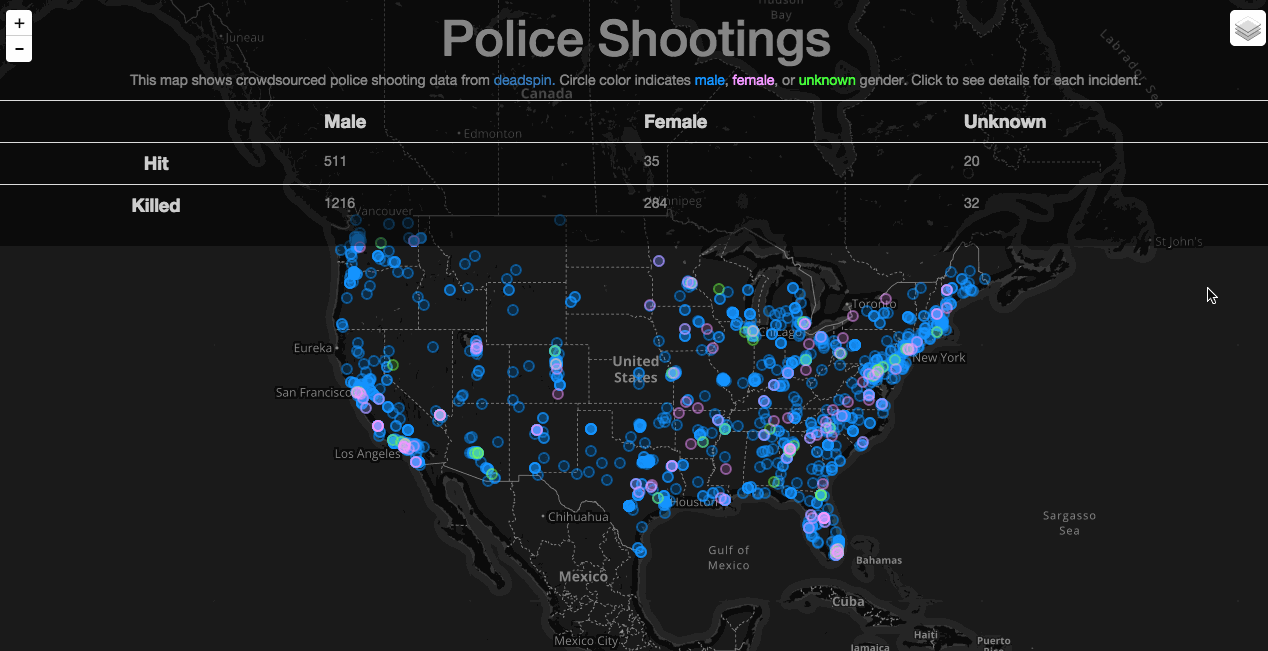 +
-
Juneau
Hudson
Bay
Labrador Sea
Police Shootings
This map shows crowdsourced police shooting data from deadspin. Circle color indicates male, female, or unknown gender. Click to see details for each incident.
Canada
Male Female Unknown
Edmonton
Hit 511 35 20
Killed 1216 284 32
Vancouver
St John's
Toronto
Chicago
Eureka
United
States
New York
San Francisco
Los Angeles
Houston
Chihuahua
Sargasso
Sea
Gulf of
Mexico
Bahamas
Mexico
Cuba
Haiti
Mexico City
Puerto
Jamaica